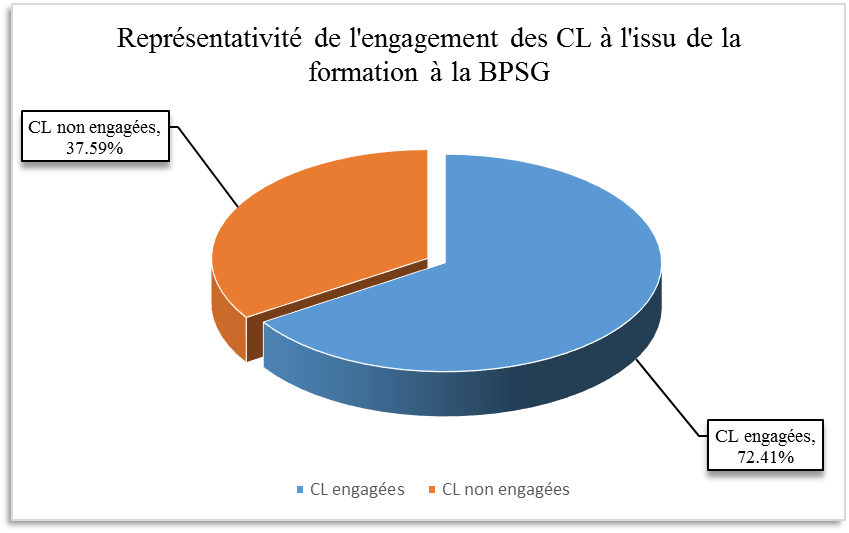 Représentativité de l'engagement des CL à l'issu de la
formation à la BPSG
CL non engagées,
37.59%
CL engagées,
72.41%
CL engagées
CL non engagées